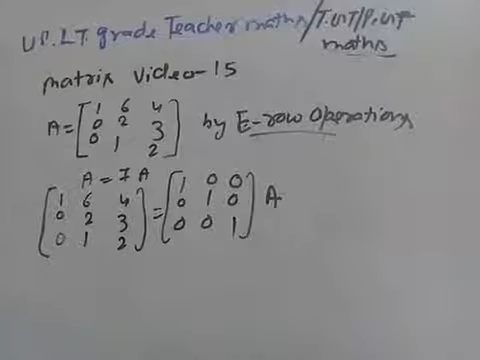 UP.LT.grade Teacher maths/T.GT/P.GT
maths
matrix video-15
A = [1 6 4
0 2 3
0 1 2] by E-row Operations
A = I A
[1 6 4
0 2 3
0 1 2] = [1 0 0
0 1 0
0 0 1] A